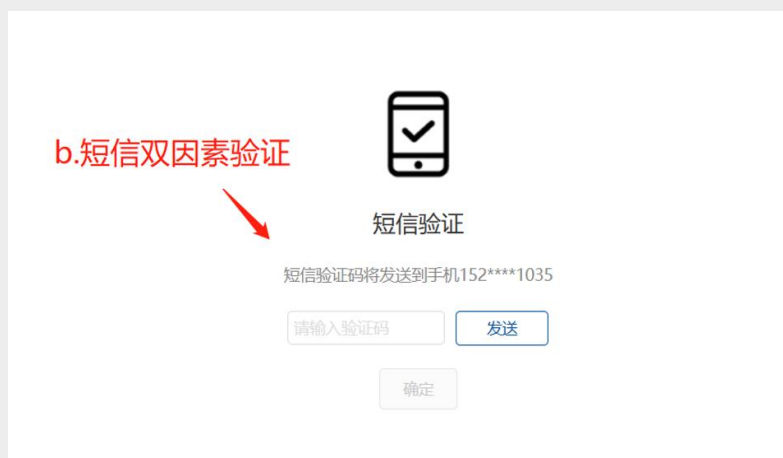 b.短信双因素验证
短信验证
短信验证码将发送到手机152****1035
请输入验证码
发送
确定